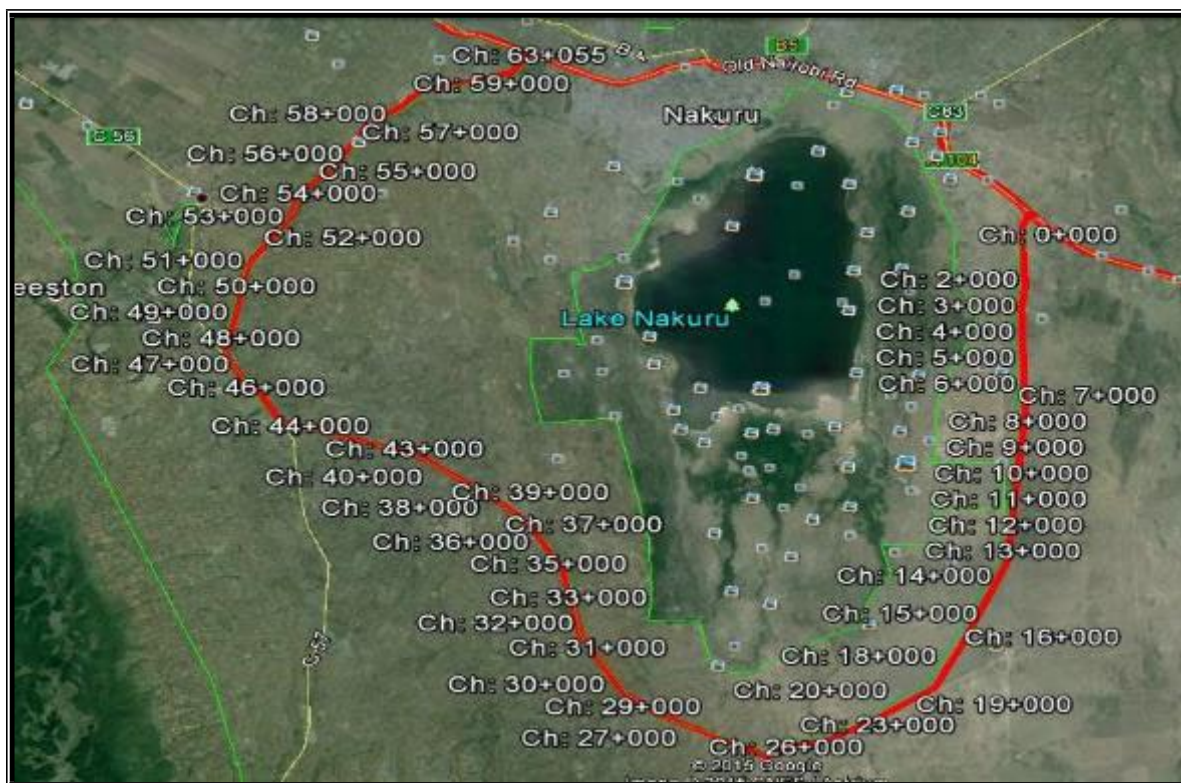 Ch: 63+055
B 4
B5
Old Nairobi Rd
Ch: 59+000
Ch: 58+000
Nakuru
C83
Ch: 57+000
C 56
Ch: 56+000
Ch: 55+000
Ch: 54+000
Ch: 53+000
Ch: 52+000
Ch: 0+000
Ch: 51+000
Ch: 50+000
Ch: 2+000
eeston
Ch: 49+000
Lake Nakuru
Ch: 3+000
Ch: 48+000
Ch: 4+000
Ch: 47+000
Ch: 5+000
Ch: 46+000
Ch: 6+000
Ch: 7+000
Ch: 44+000
Ch: 8+000
Ch: 43+000
Ch: 9+000
Ch: 40+000
Ch: 10+000
Ch: 39+000
Ch: 11+000
Ch: 38+000
Ch: 37+000
Ch: 12+000
Ch: 36+000
Ch: 13+000
Ch: 35+000
Ch: 14+000
Ch: 33+000
Ch: 15+000
Ch: 32+000
Ch: 16+000
Ch: 31+000
C-57
Ch: 18+000
Ch: 30+000
Ch: 20+000
Ch: 29+000
Ch: 19+000
Ch: 23+000
Ch: 27+000
Ch: 26+000
© 2015 Google